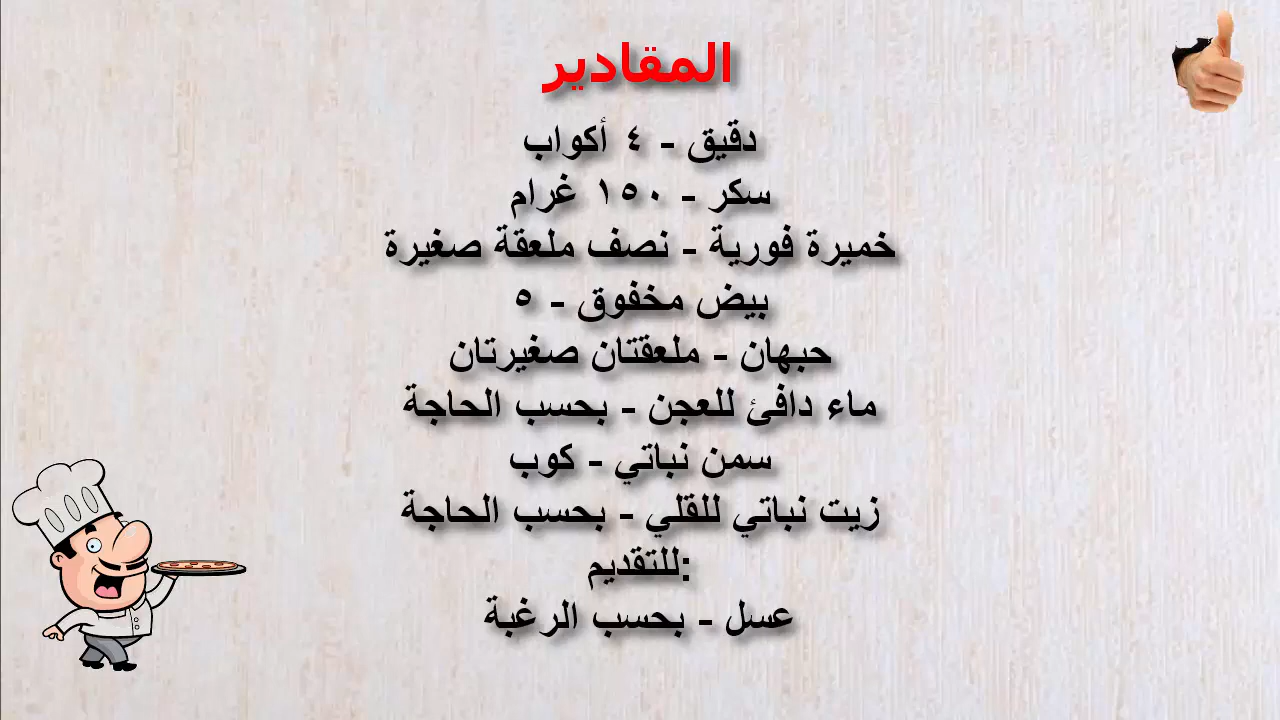 المقادير
دقيق - ٤ أكواب
سكر - ١٥٠ غرام
خميرة فورية - نصف ملعقة صغيرة
بيض مخفوق - ٥
حبهان - ملعقتان صغيرتان
ماء دافئ للعجن - بحسب الحاجة
سمن نباتي - كوب
زيت نباتي للقلي - بحسب الحاجة
:للتقديم
عسل - بحسب الرغبة